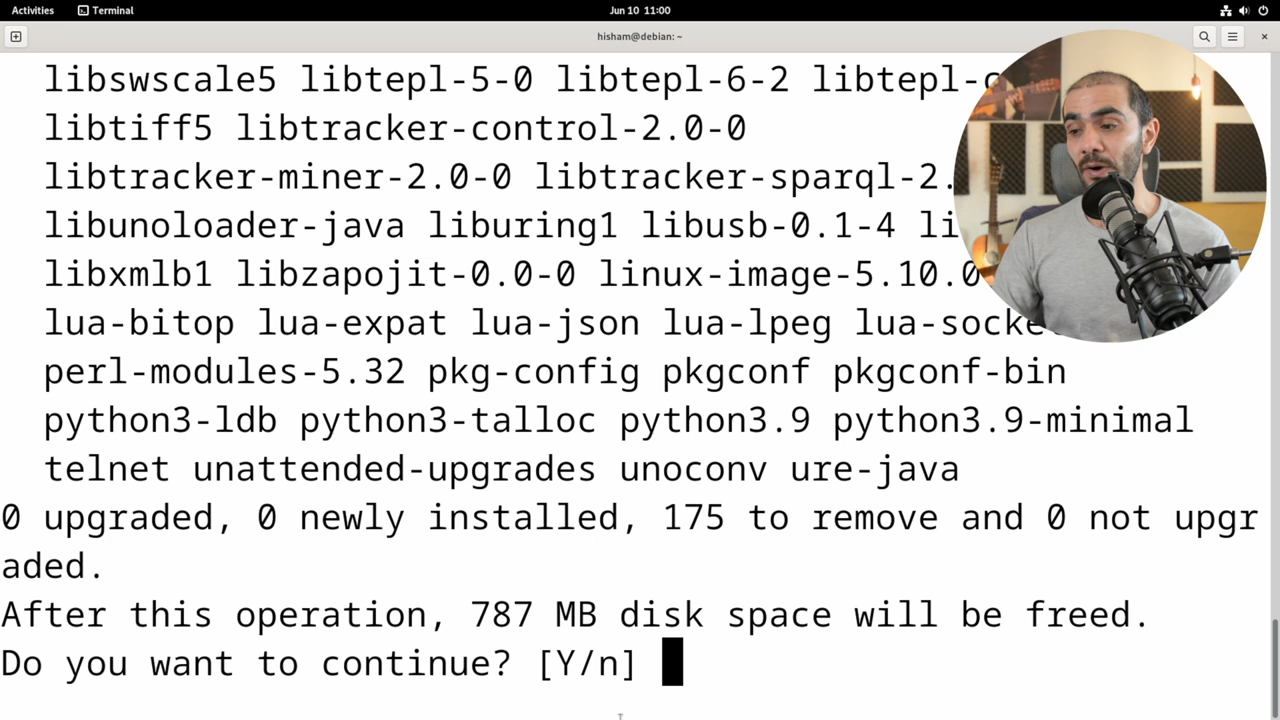 Activities Terminal Jun 10 11:00
hisham@debian: ~
libswscale5 libtepl-5-0 libtepl-6-2
libtiff5 libtracker-control-2.0-0
libtracker-miner-2.0-0 libtracker-sparql-2.
libunoloader-java liburing1 libusb-0.1-4
libxmlb1 libzapojit-0.0-0 linux-image-5.10.0
lua-bitop lua-expat lua-json lua-lpeg
perl-modules-5.32 pkg-config pkgconf pkgconf-bin
python3-ldb python3-talloc python3.9 python3.9-minimal
telnet unattended-upgrades unoconv ure-java
0 upgraded, 0 newly installed, 175 to remove and 0 not upgr
aded.
After this operation, 787 MB disk space will be freed.
Do you want to continue? [Y/n]